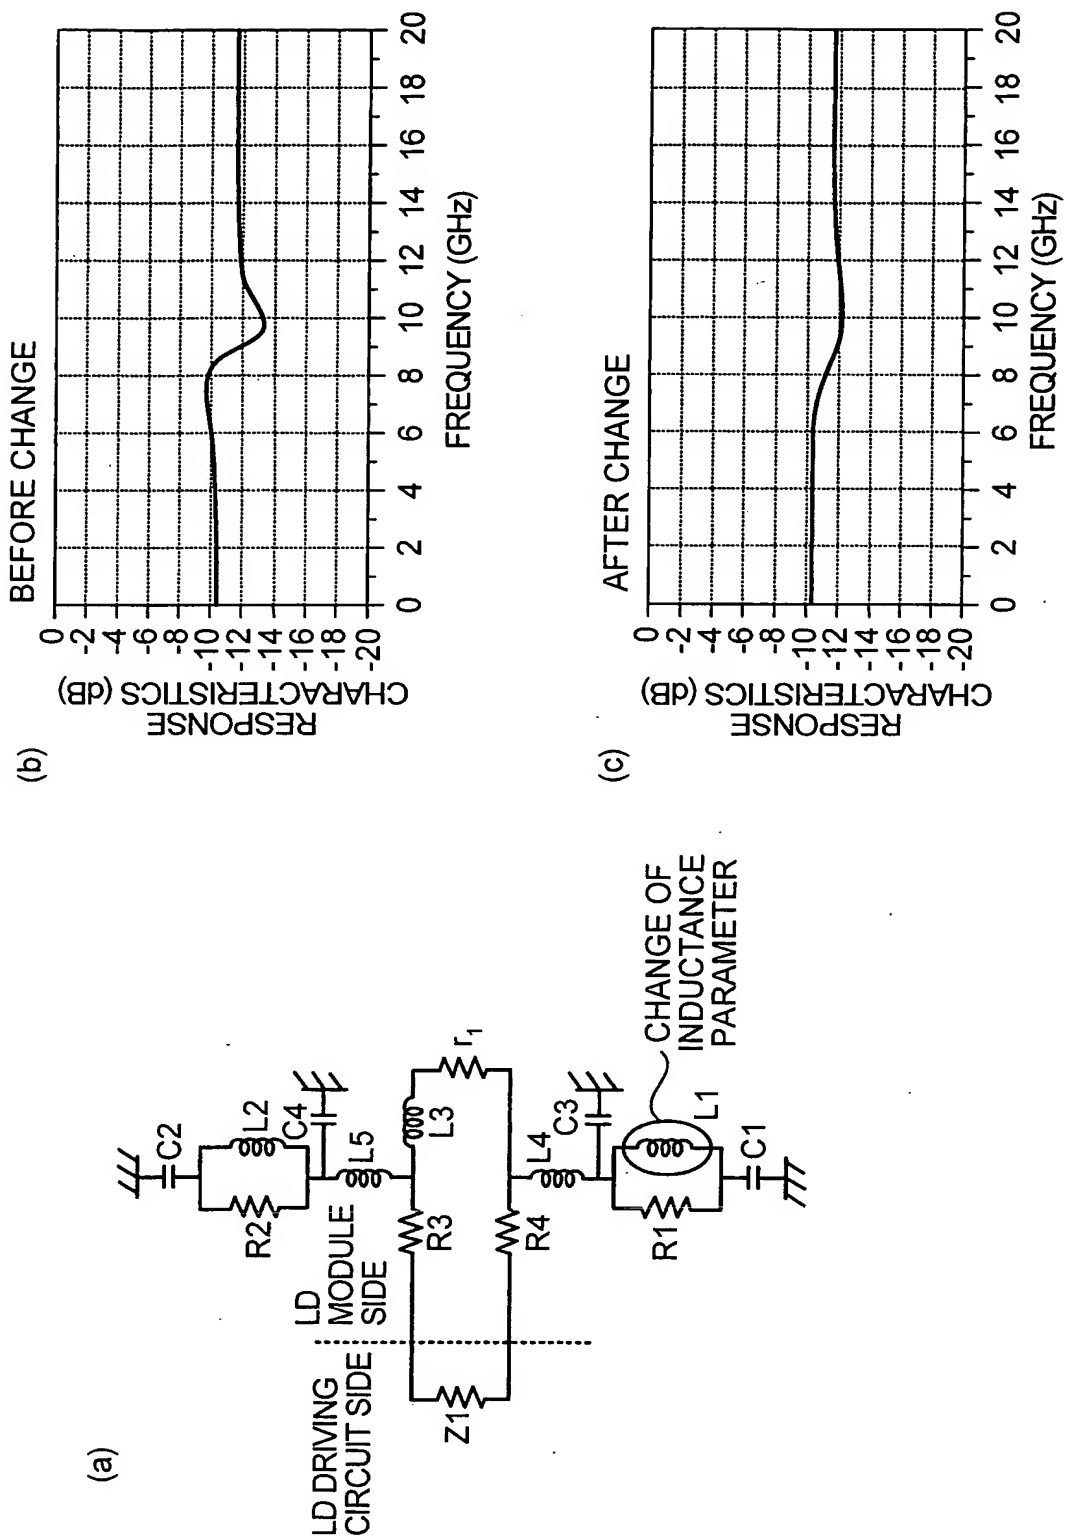 (a)
LD DRIVING
CIRCUIT SIDE
LD
MODULE
SIDE
Z1
R3
R4
R2
L2
C2
C4
L5
L3
r1
L4
C3
R1
L1
C1
CHANGE OF
INDUCTANCE
PARAMETER
(b)
BEFORE CHANGE
RESPONSE
CHARACTERISTICS (dB)
0
-2
-4
-6
-8
-10
-12
-14
-16
-18
-20
0 2 4 6 8 10 12 14 16 18 20
FREQUENCY (GHz)
(c)
AFTER CHANGE
RESPONSE
CHARACTERISTICS (dB)
0
-2
-4
-6
-8
-10
-12
-14
-16
-18
-20
0 2 4 6 8 10 12 14 16 18 20
FREQUENCY (GHz)